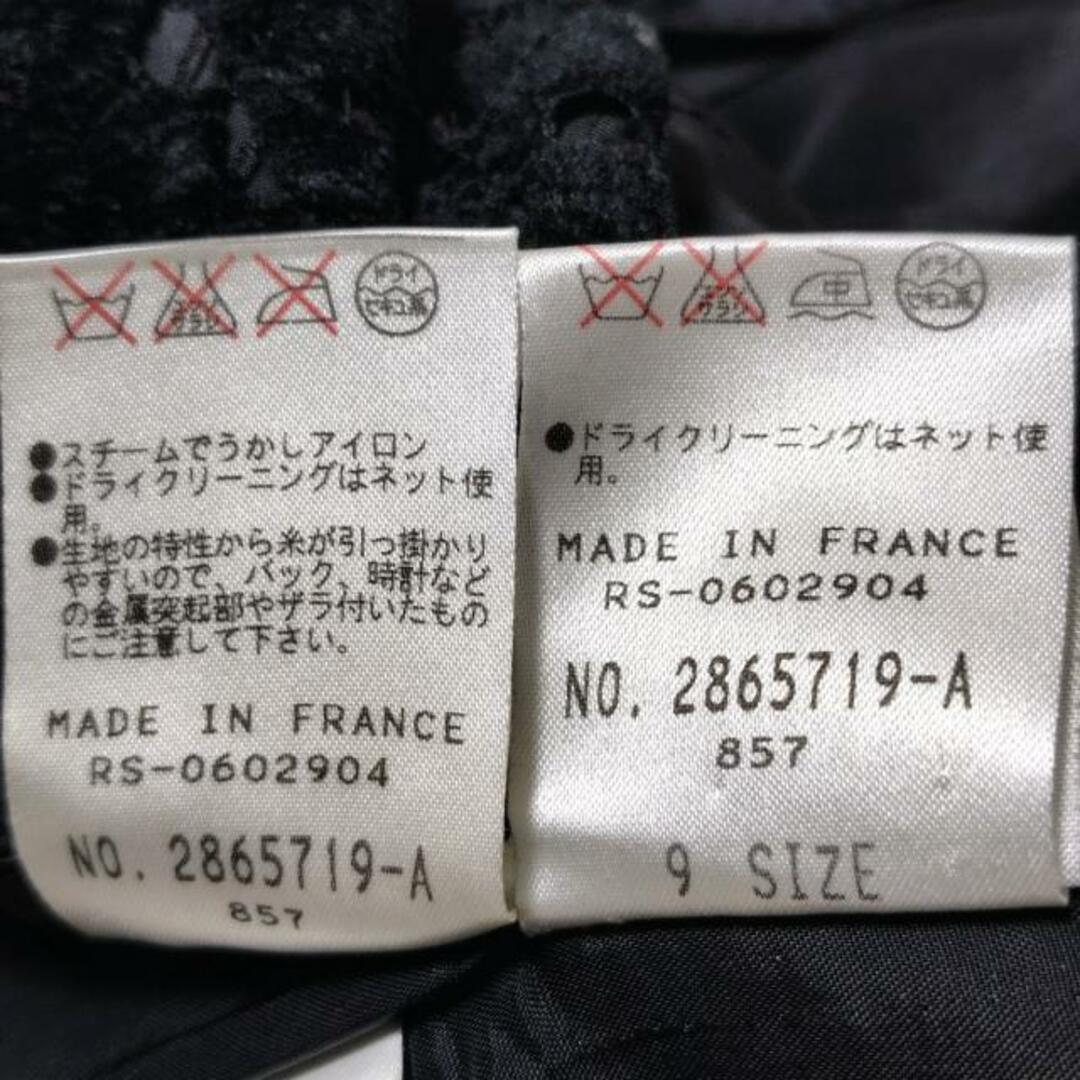 ドライ
セキユ系
●スチームでうかしアイロン
●ドライクリーニングはネット使
用。
●生地の特性から糸が引っ掛かり
やすいので、バック、時計など
の金属突起部やザラ付いたもの
にご注意して下さい。
MADE IN FRANCE
RS-0602904
NO. 2865719-A
857
中
ドライ
セキユ系
●ドライクリーニングはネット使
用。
MADE IN FRANCE
RS-0602904
NO. 2865719-A
857
9 SIZE